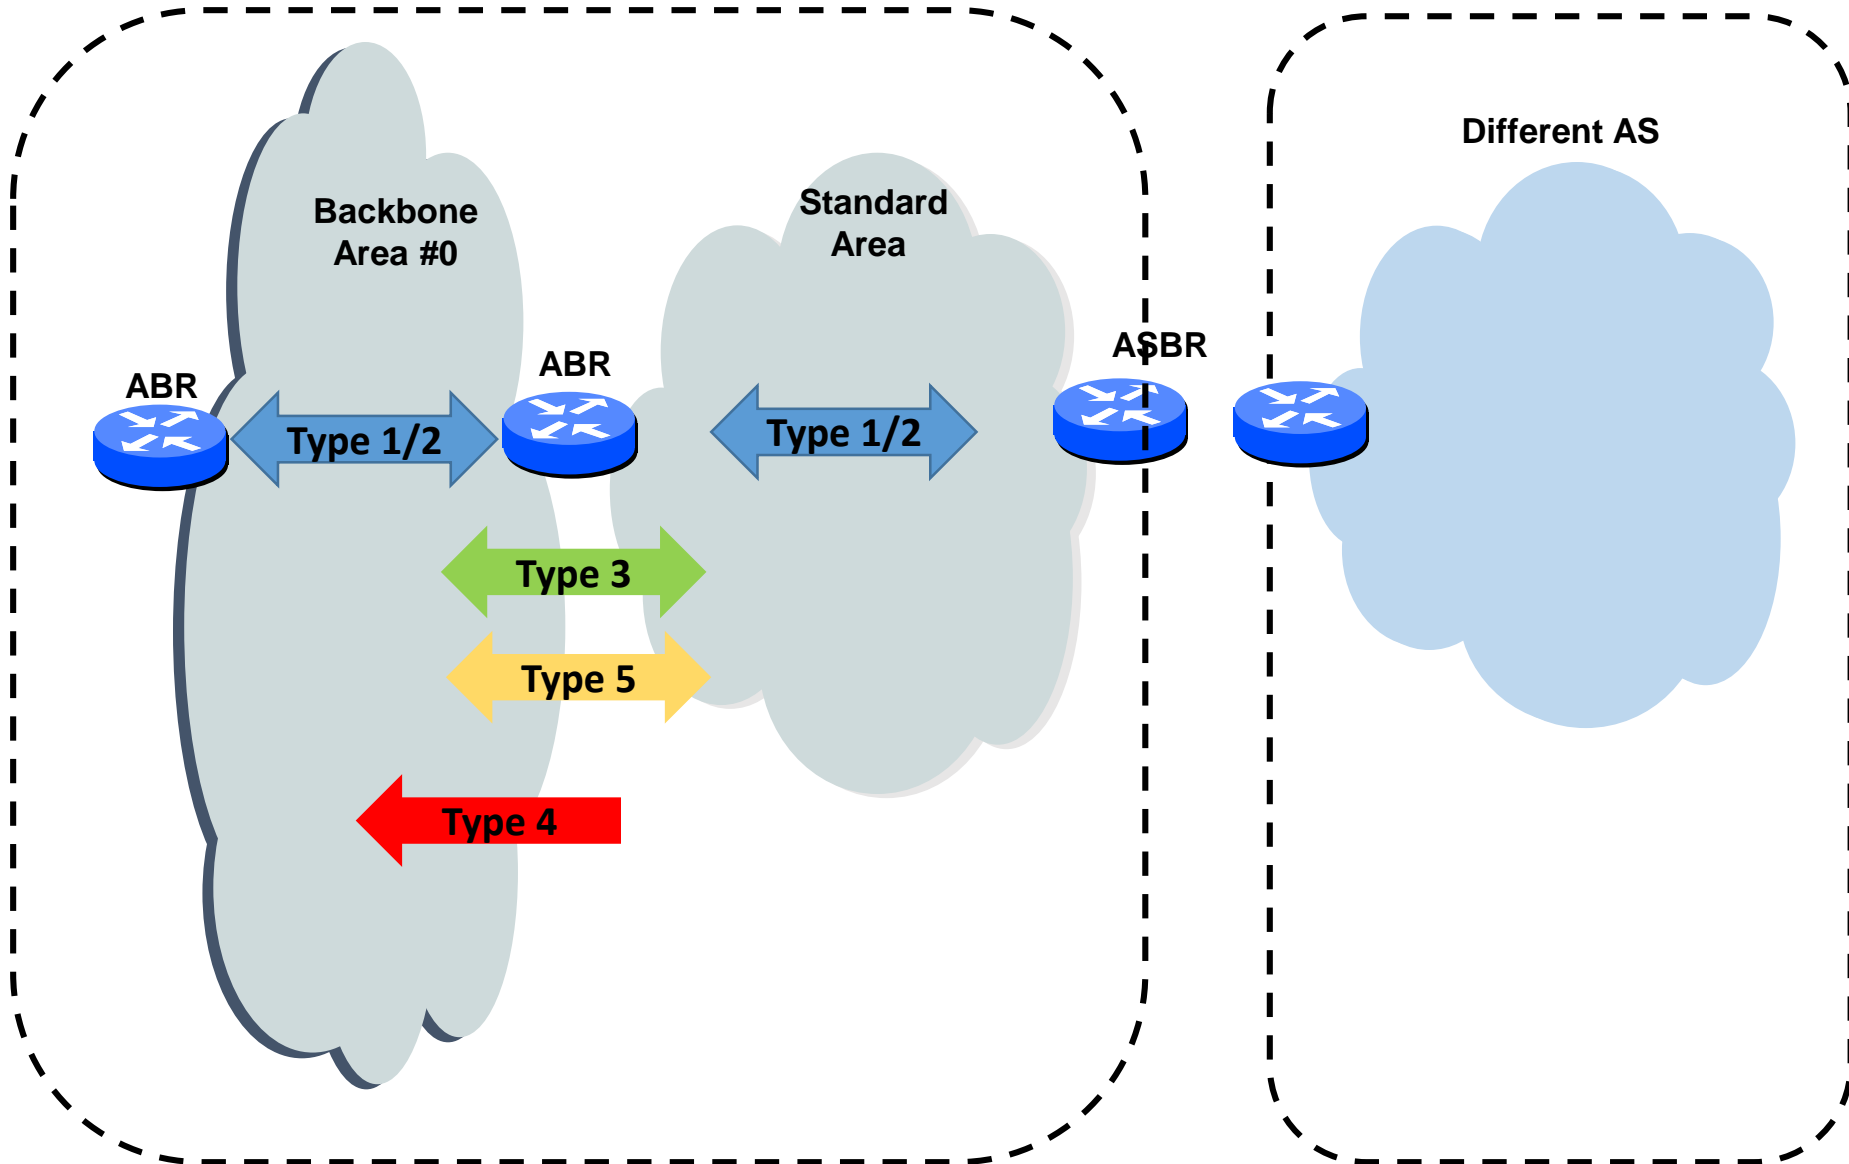 Different AS
Backbone
Area #0
Standard
Area
ABR
ABR
ASBR
Type 1/2
Type 1/2
Type 3
Type 5
Type 4